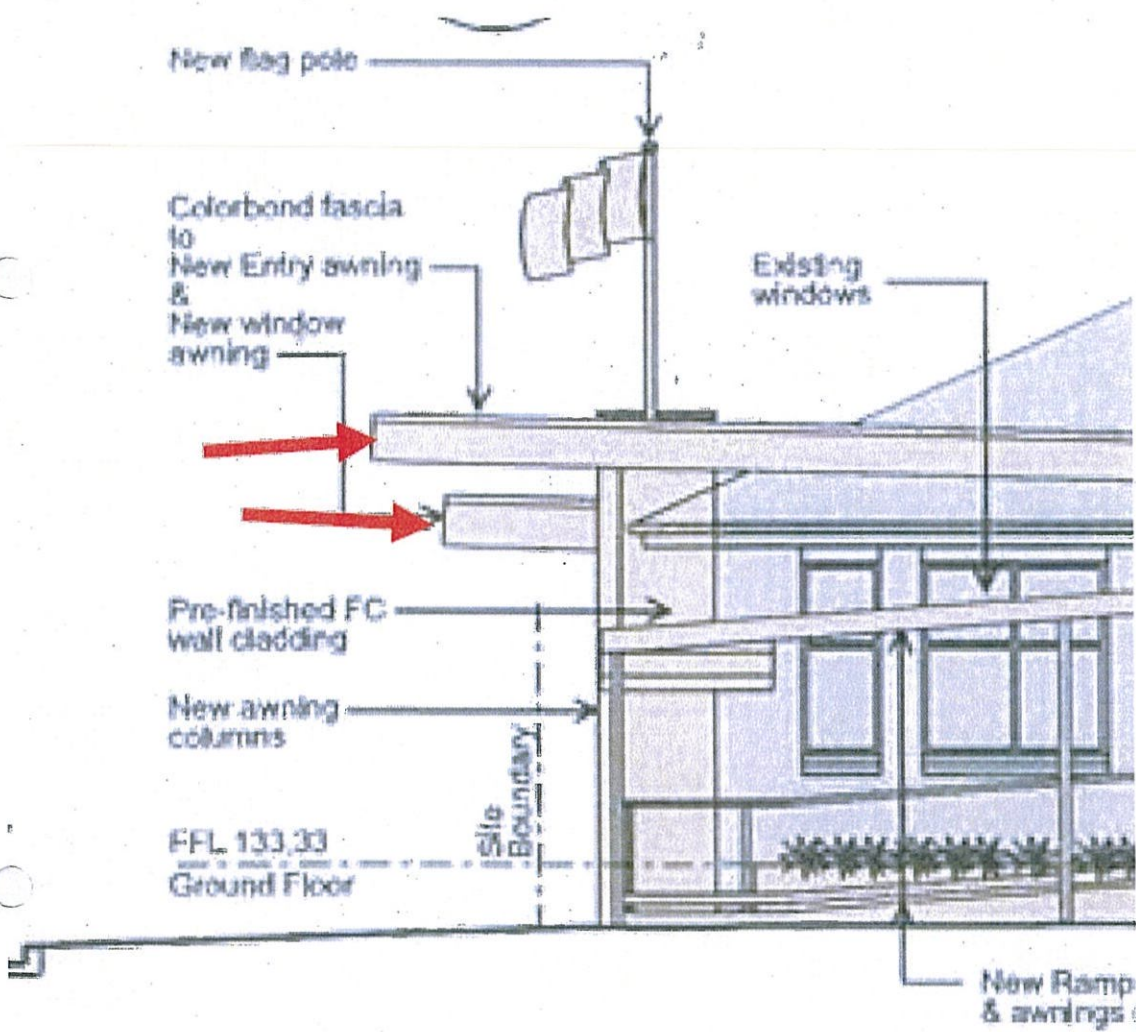 New flag pole
Colorbond fascia
to
New Entry awning
&
New window
awning
Existing
windows
Pre-finished FC
wall cladding
New awning
columns
Site
Boundary
FFL 133.33
Ground Floor
New Ramp
& awnings